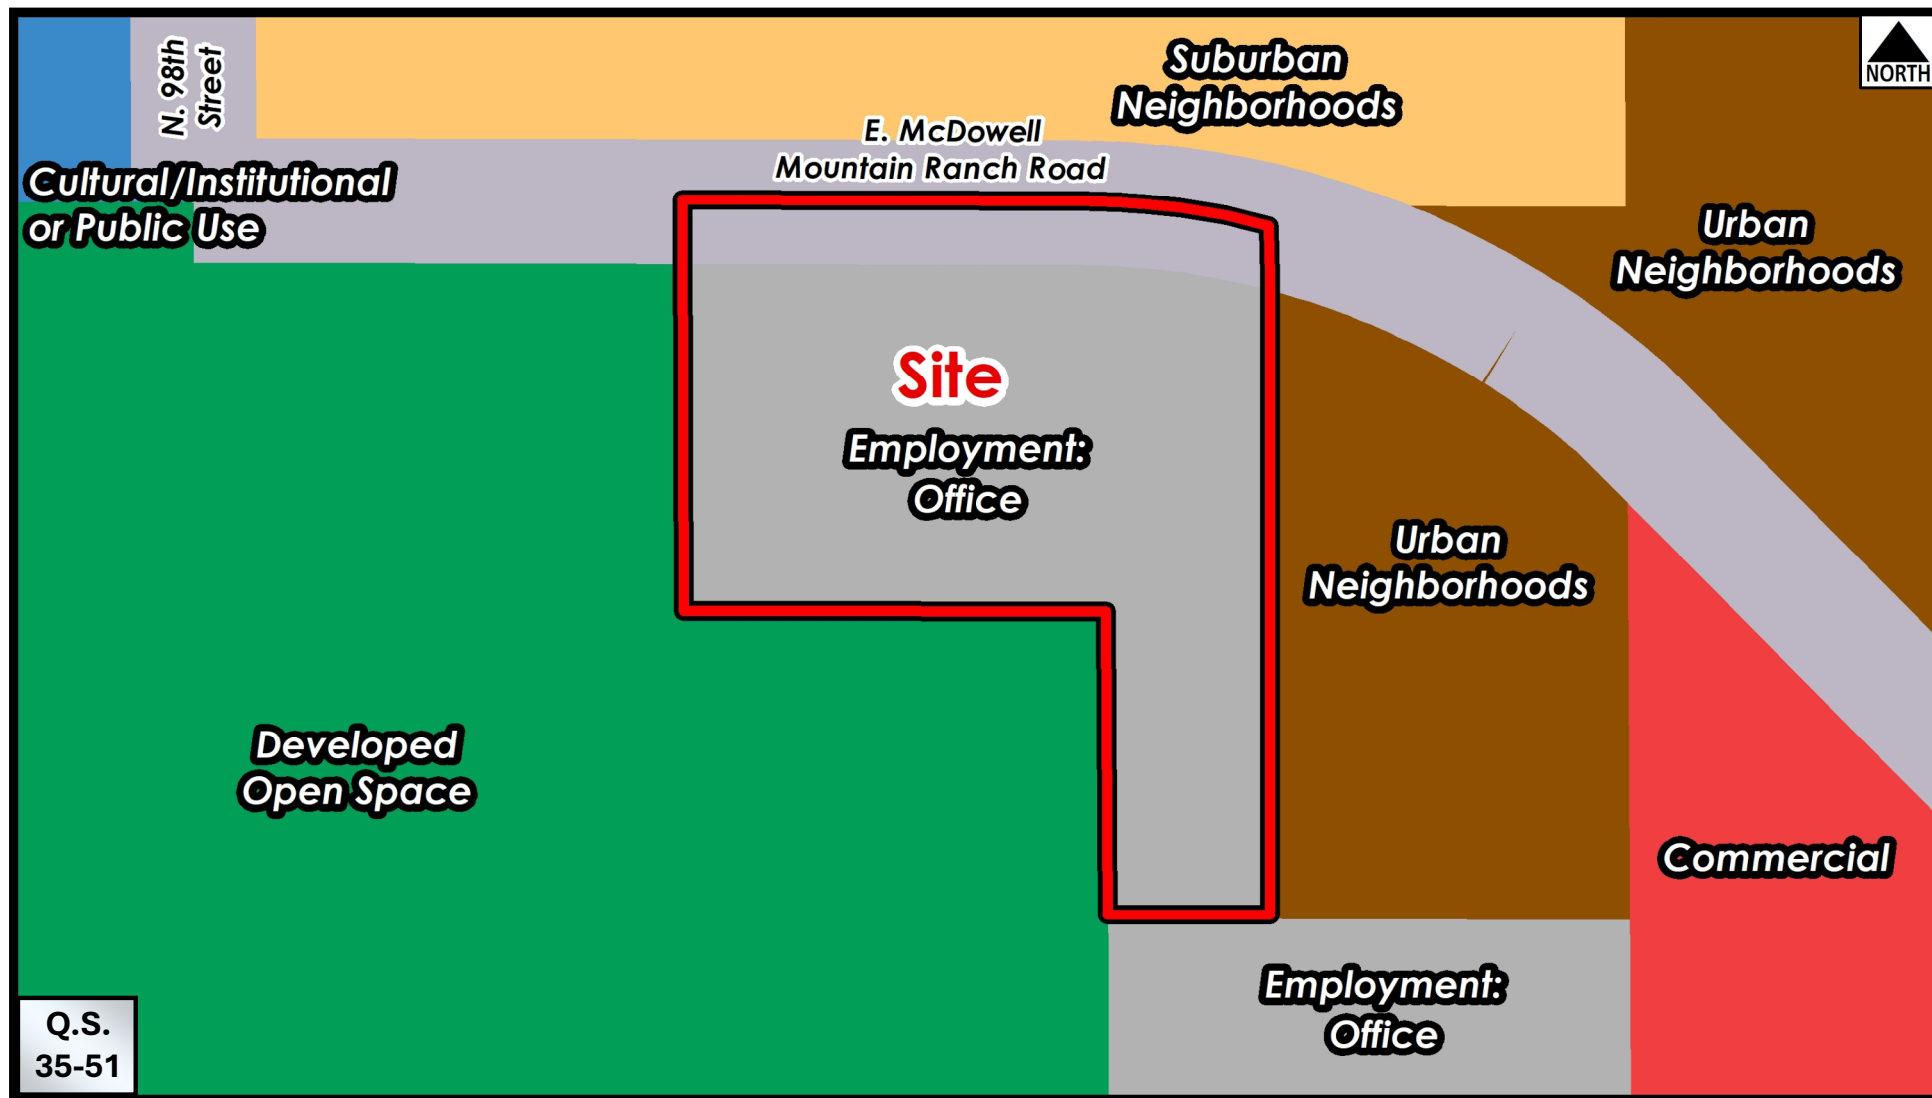 N. 98th
Street
Suburban
Neighborhoods
NORTH
E. McDowell
Mountain Ranch Road
Cultural/Institutional
or Public Use
Urban
Neighborhoods
Site
Employment:
Office
Urban
Neighborhoods
Developed
Open Space
Commercial
Employment:
Office
Q.S.
35-51